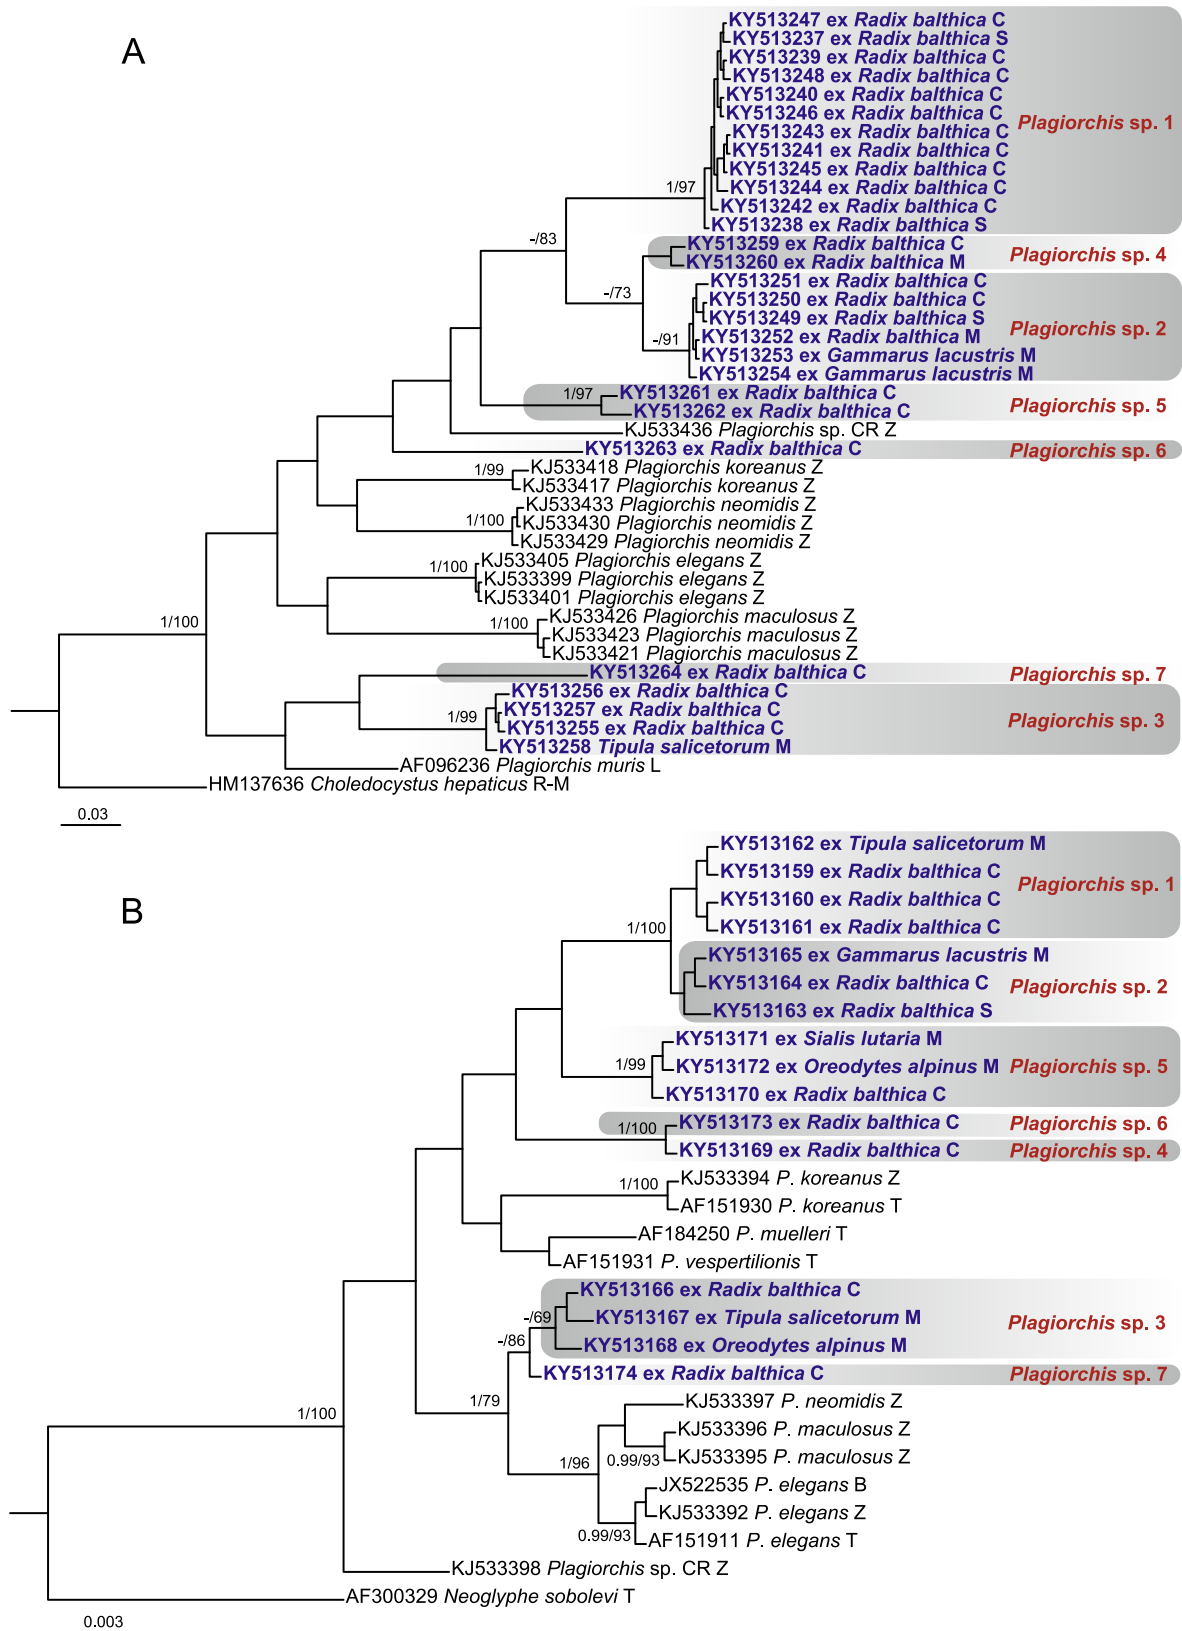 A
KY513247 ex Radix balthica C
KY513237 ex Radix balthica S
KY513239 ex Radix balthica C
KY513248 ex Radix balthica C
KY513240 ex Radix balthica C
KY513246 ex Radix balthica C
Plagiorchis sp. 1
KY513243 ex Radix balthica C
KY513241 ex Radix balthica C
KY513245 ex Radix balthica C
1/97
KY513244 ex Radix balthica C
KY513242 ex Radix balthica C
KY513238 ex Radix balthica S
-/83
KY513259 ex Radix balthica C
Plagiorchis sp. 4
KY513260 ex Radix balthica M
KY513251 ex Radix balthica C
-/73
KY513250 ex Radix balthica C
KY513249 ex Radix balthica S
Plagiorchis sp. 2
-/91
KY513252 ex Radix balthica M
KY513253 ex Gammarus lacustris M
KY513254 ex Gammarus lacustris M
1/97
KY513261 ex Radix balthica C
Plagiorchis sp. 5
KY513262 ex Radix balthica C
KJ533436 Plagiorchis sp. CR Z
KY513263 ex Radix balthica C
Plagiorchis sp. 6
1/99
KJ533418 Plagiorchis koreanus Z
KJ533417 Plagiorchis koreanus Z
KJ533433 Plagiorchis neomidis Z
1/100
KJ533430 Plagiorchis neomidis Z
KJ533429 Plagiorchis neomidis Z
KJ533405 Plagiorchis elegans Z
1/100
KJ533399 Plagiorchis elegans Z
KJ533401 Plagiorchis elegans Z
1/100
KJ533426 Plagiorchis maculosus Z
1/100
KJ533423 Plagiorchis maculosus Z
KJ533421 Plagiorchis maculosus Z
KY513264 ex Radix balthica C
Plagiorchis sp. 7
KY513256 ex Radix balthica C
KY513257 ex Radix balthica C
1/99
KY513255 ex Radix balthica C
Plagiorchis sp. 3
KY513258 Tipula salicetorum M
AF096236 Plagiorchis muris L
HM137636 Choledocystus hepaticus R-M
0.03
B
KY513162 ex Tipula salicetorum M
KY513159 ex Radix balthica C
Plagiorchis sp. 1
KY513160 ex Radix balthica C
KY513161 ex Radix balthica C
1/100
KY513165 ex Gammarus lacustris M
KY513164 ex Radix balthica C
Plagiorchis sp. 2
KY513163 ex Radix balthica S
KY513171 ex Sialis lutaria M
1/99
KY513172 ex Oreodytes alpinus M
Plagiorchis sp. 5
KY513170 ex Radix balthica C
1/100
KY513173 ex Radix balthica C
Plagiorchis sp. 6
KY513169 ex Radix balthica C
Plagiorchis sp. 4
1/100
KJ533394 P. koreanus Z
AF151930 P. koreanus T
AF184250 P. muelleri T
AF151931 P. vespertilionis T
KY513166 ex Radix balthica C
-/69
KY513167 ex Tipula salicetorum M
Plagiorchis sp. 3
-/86
KY513168 ex Oreodytes alpinus M
KY513174 ex Radix balthica C
Plagiorchis sp. 7
1/79
KJ533397 P. neomidis Z
1/100
KJ533396 P. maculosus Z
1/96
0.99/93
KJ533395 P. maculosus Z
JX522535 P. elegans B
KJ533392 P. elegans Z
0.99/93
AF151911 P. elegans T
KJ533398 Plagiorchis sp. CR Z
AF300329 Neoglyphe sobolevi T
0.003